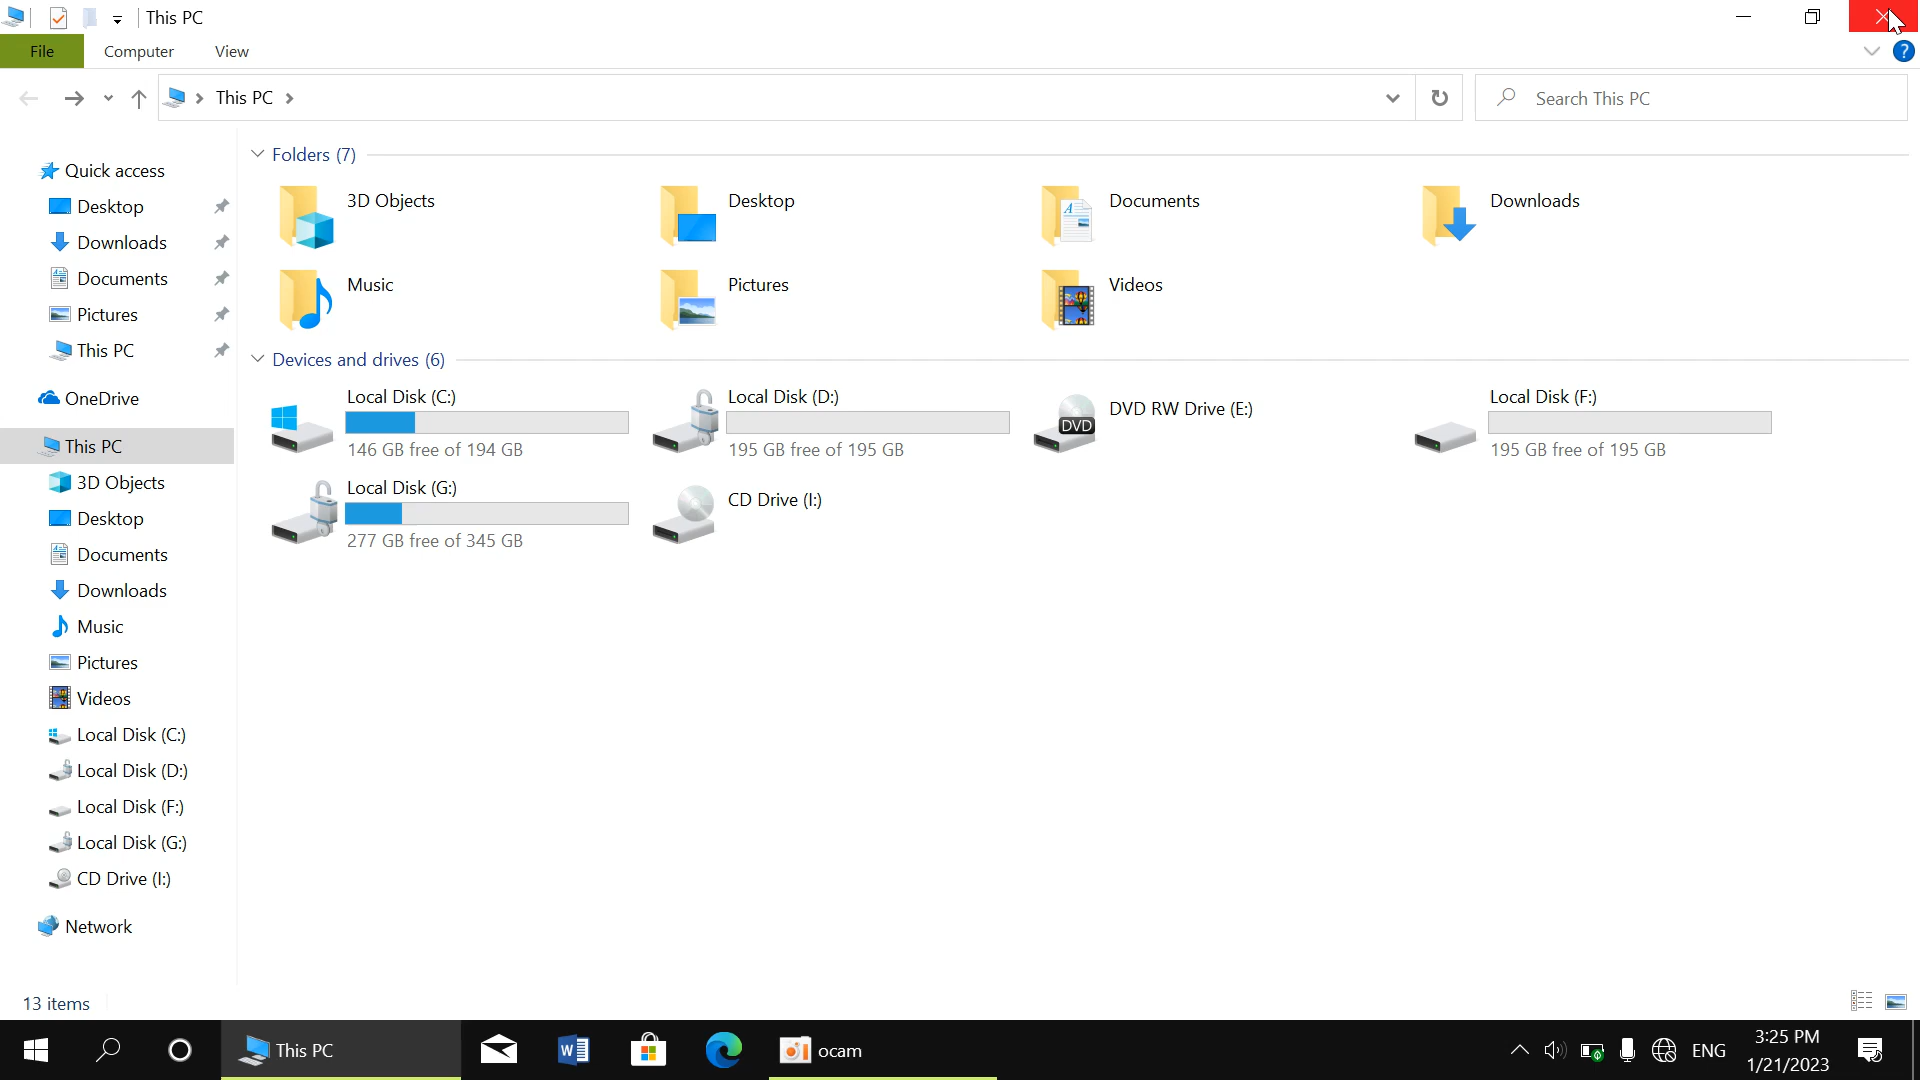 This PC
File Computer View
This PC
Search This PC
Quick access
Desktop
Downloads
Documents
Pictures
This PC
OneDrive
This PC
3D Objects
Desktop
Documents
Downloads
Music
Pictures
Videos
Local Disk (C:)
Local Disk (D:)
Local Disk (F:)
Local Disk (G:)
CD Drive (I:)
Network
Folders (7)
3D Objects
Desktop
Documents
Downloads
Music
Pictures
Videos
Devices and drives (6)
Local Disk (C:)
146 GB free of 194 GB
Local Disk (D:)
195 GB free of 195 GB
DVD
DVD RW Drive (E:)
Local Disk (F:)
195 GB free of 195 GB
Local Disk (G:)
277 GB free of 345 GB
CD Drive (I:)
13 items
This PC
W
ocam
ENG
3:25 PM
1/21/2023